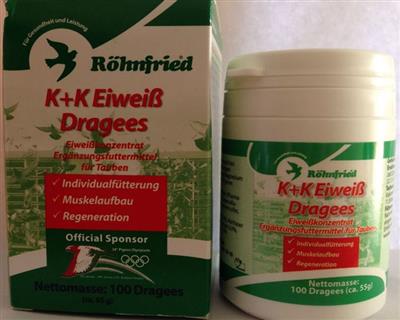 Für Gesundheit und Leistung
Röhnfried
K+K Eiweiß
Dragees
Eiweißkonzentrat
Ergänzungsfuttermittel
für Tauben
✓ Individualfütterung
✓ Muskelaufbau
✓ Regeneration
Official Sponsor
Nettomasse: 100 Dragees
(ca. 55 g)
Röhnfried
K+K Eiweiß
Dragees
Eiweißkonzentrat
Ergänzungsfuttermittel für Tauben
✓ Individualfütterung
✓ Muskelaufbau
✓ Regeneration
Nettomasse:
100 Dragees (ca. 55g)